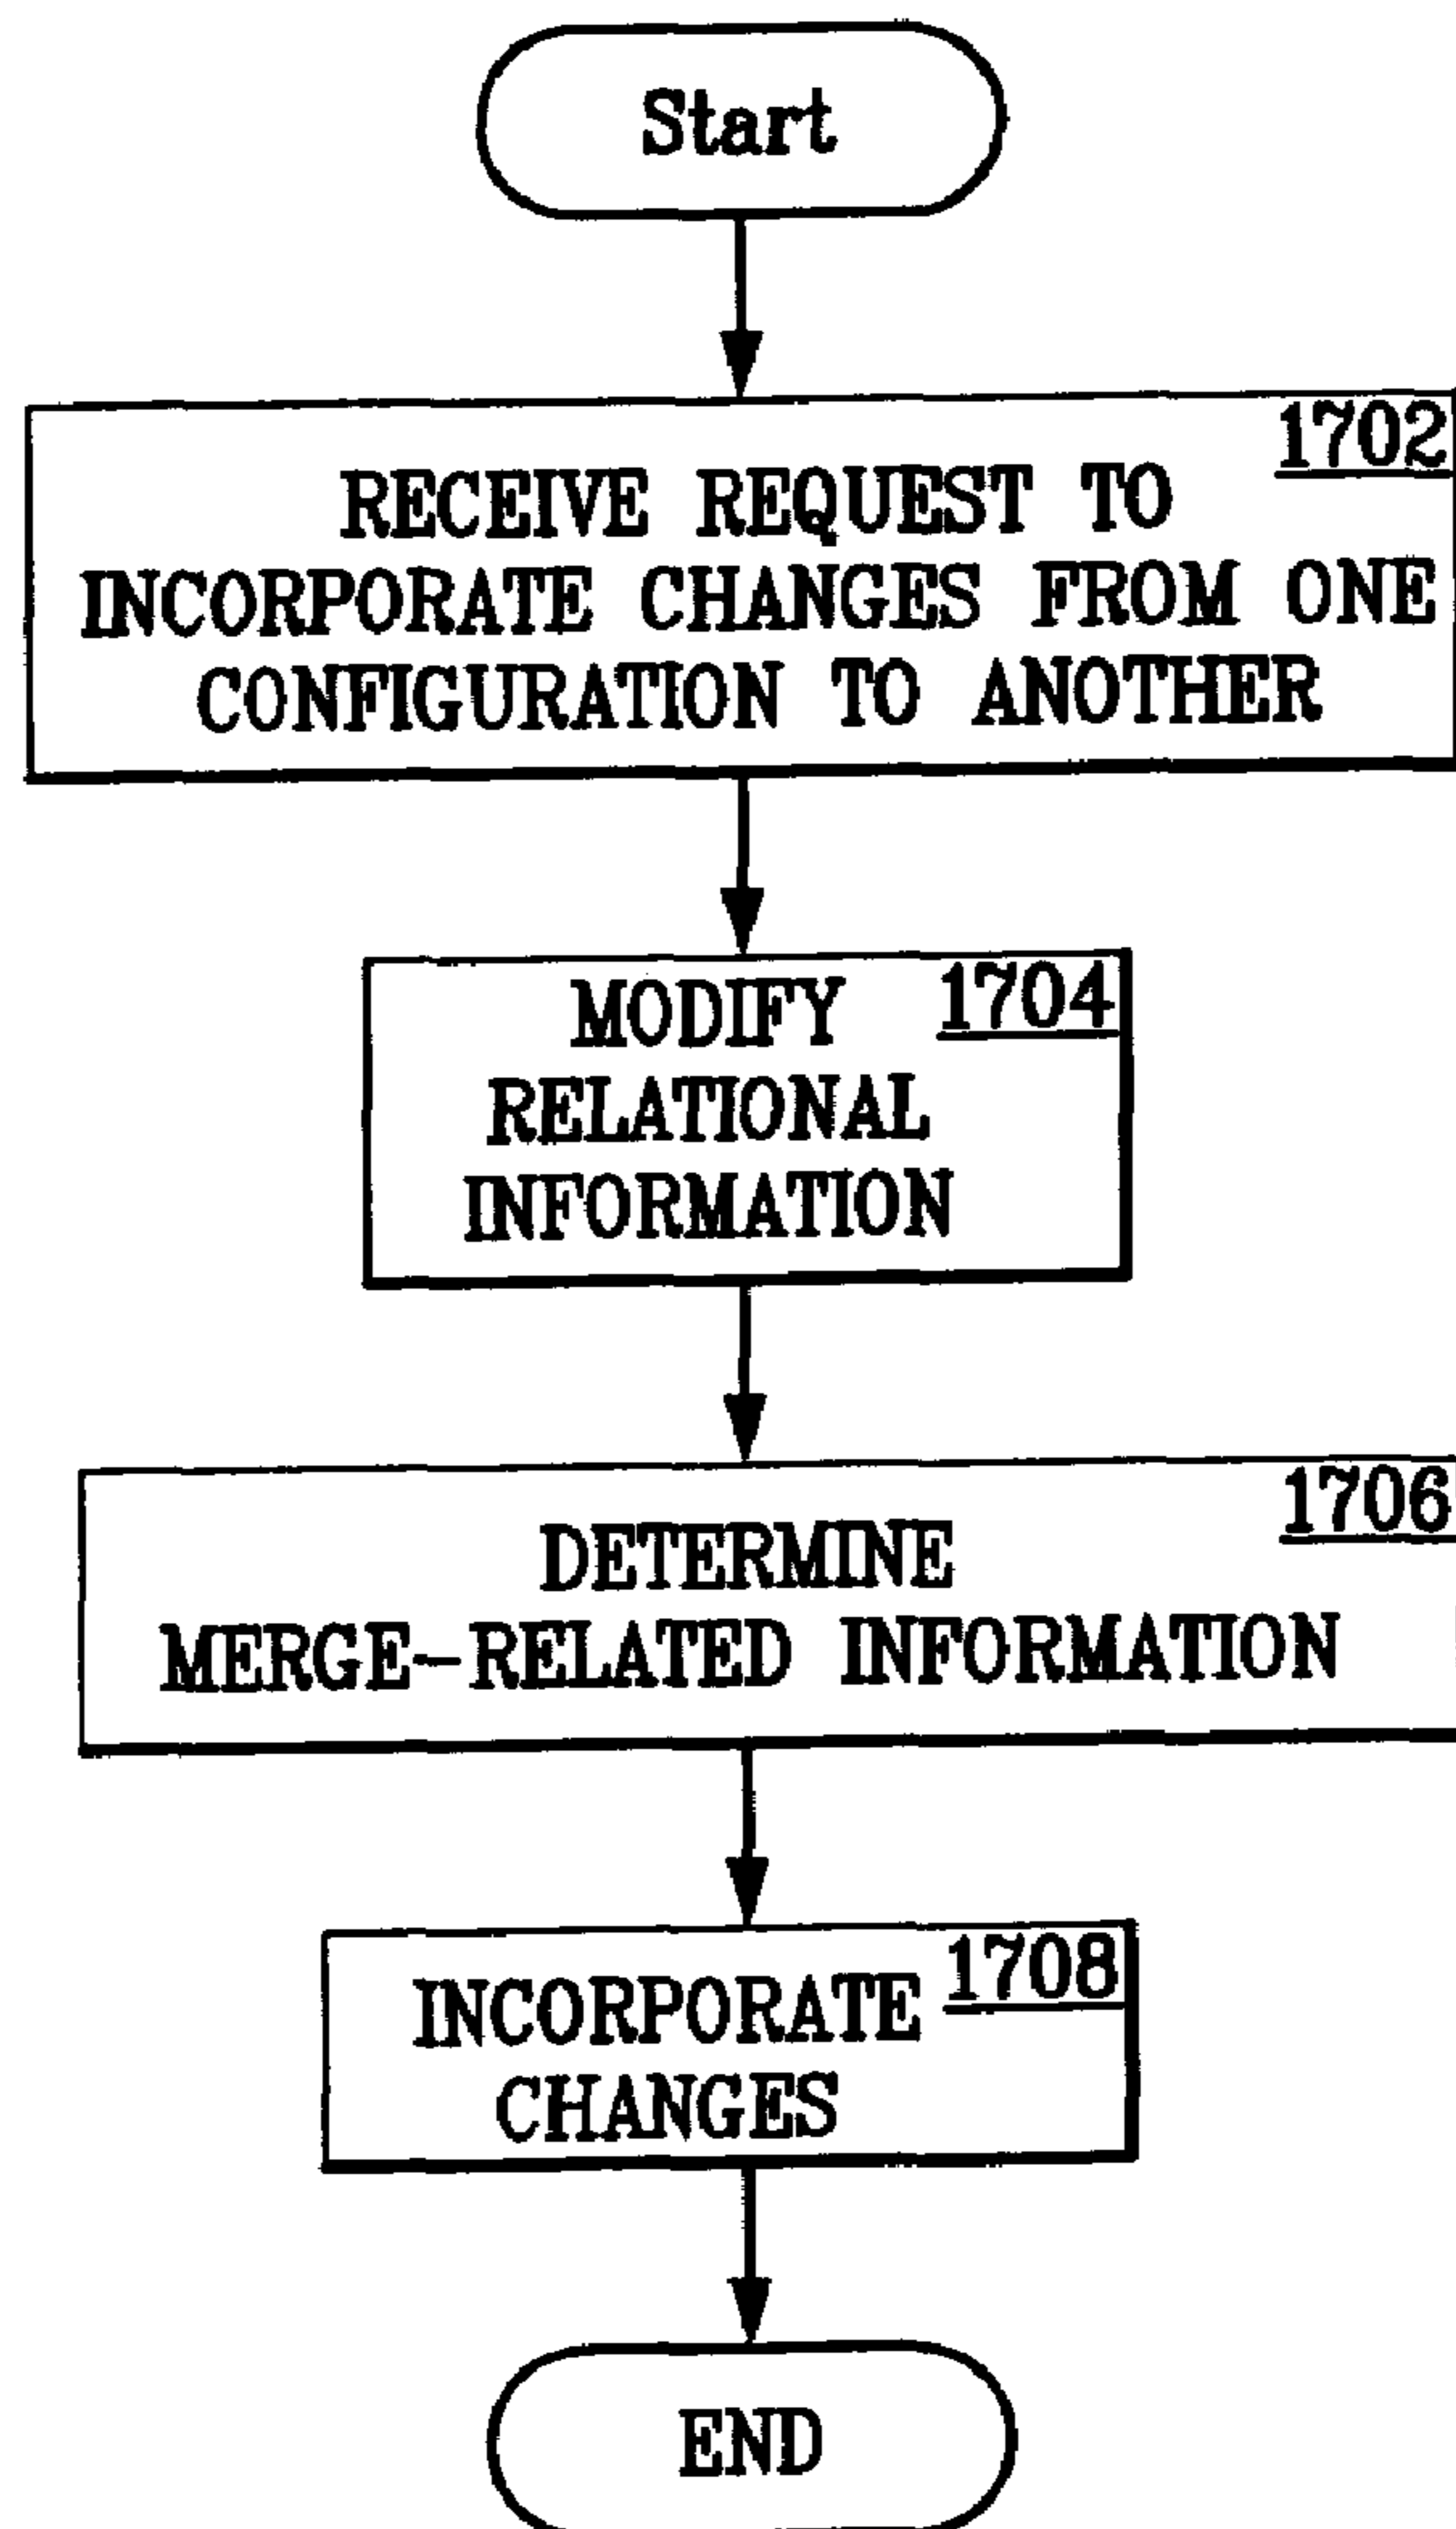 Start
1702
RECEIVE REQUEST TO
INCORPORATE CHANGES FROM ONE
CONFIGURATION TO ANOTHER
MODIFY 1704
RELATIONAL
INFORMATION
1706
DETERMINE
MERGE-RELATED INFORMATION
INCORPORATE 1708
CHANGES
END